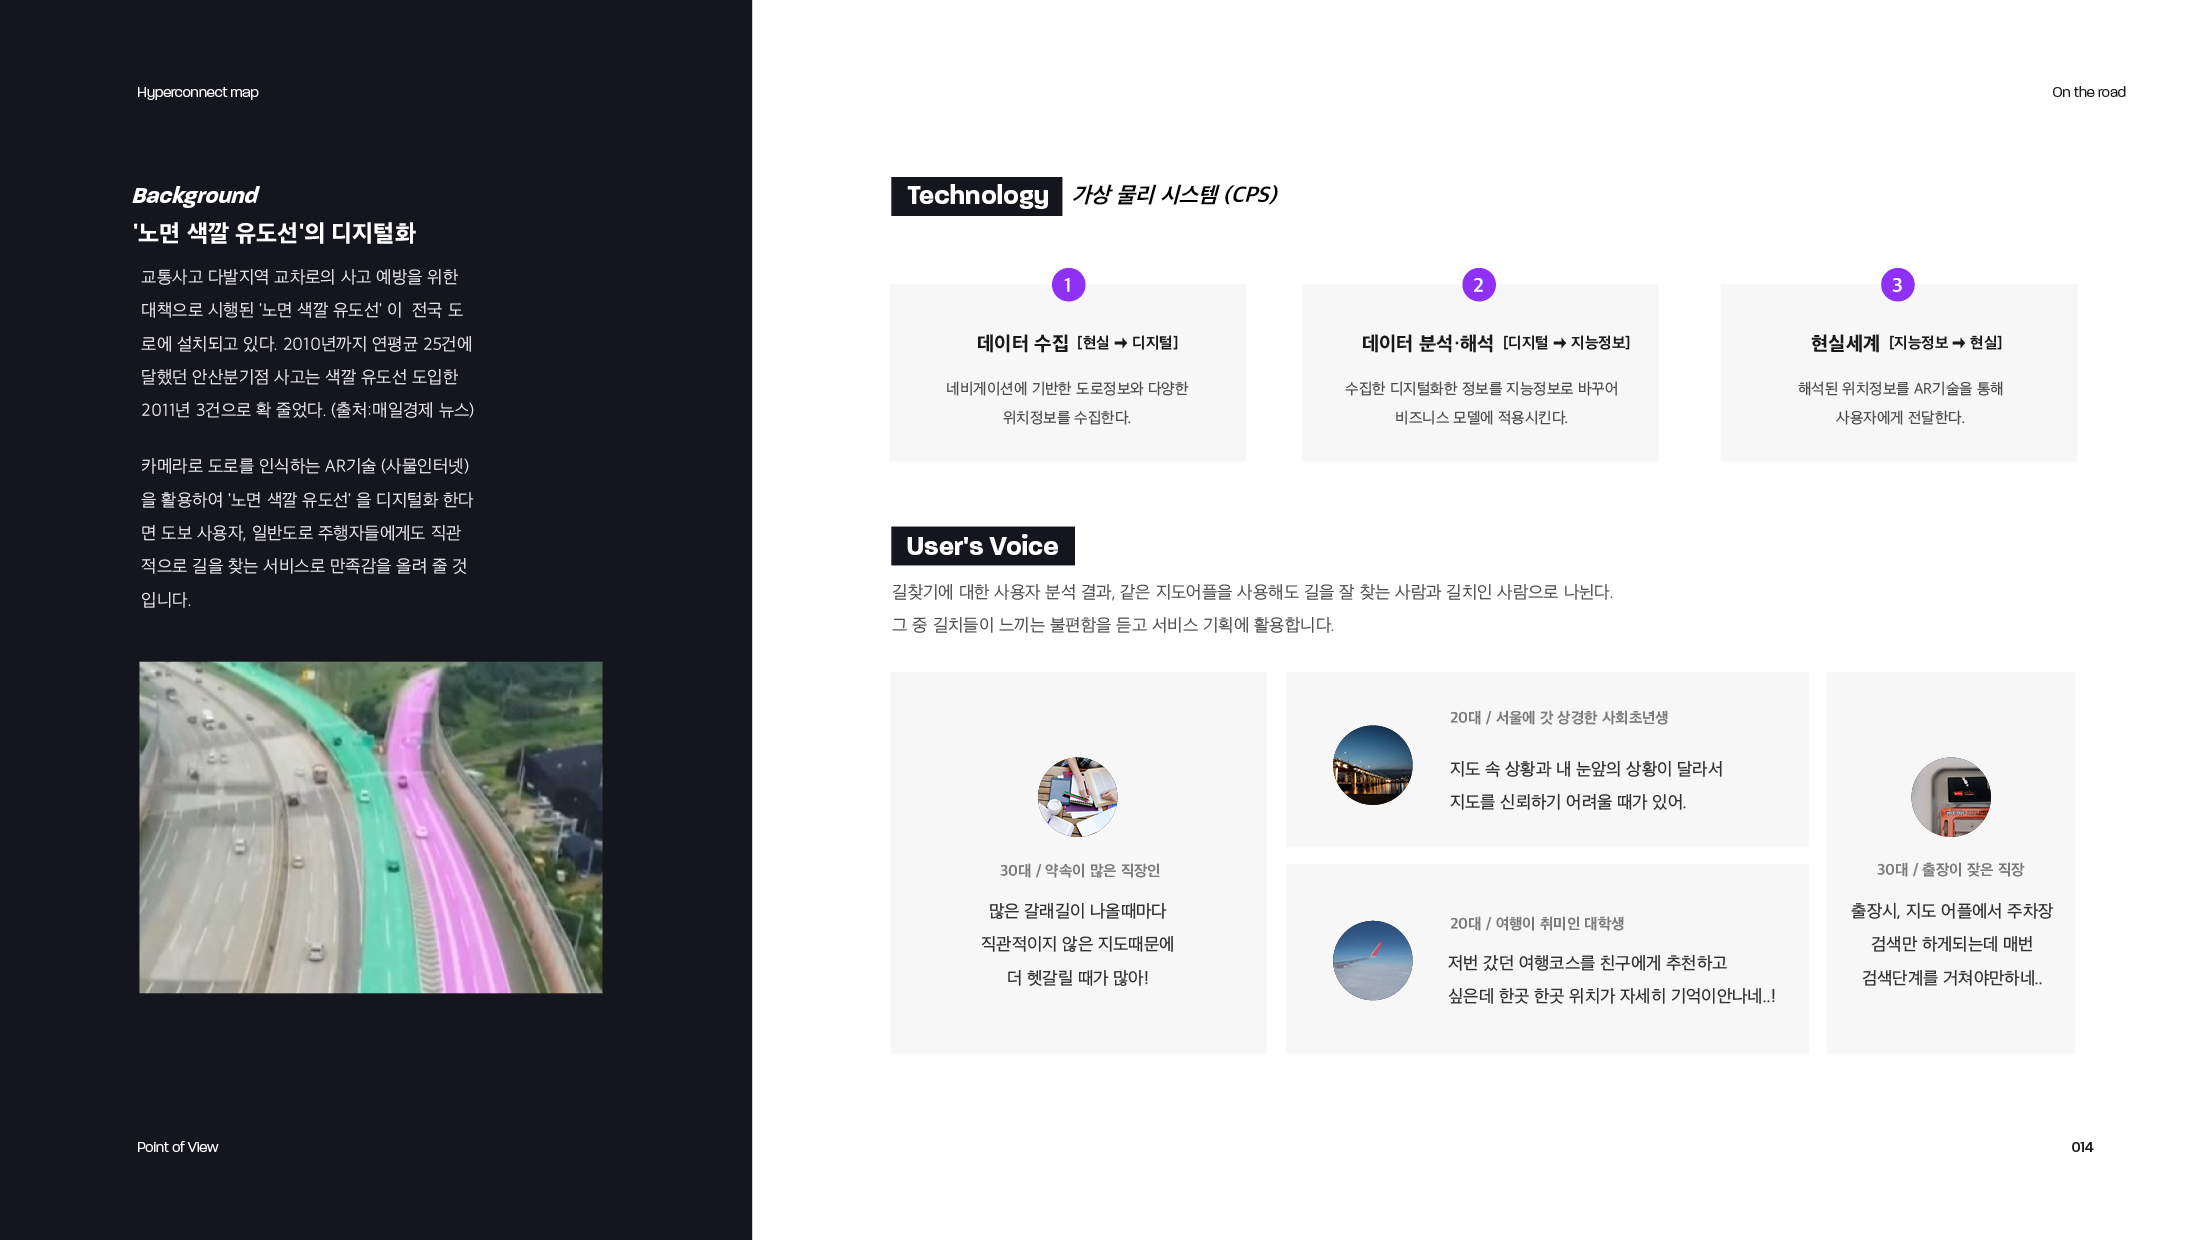 Hyperconnect map
On the road
Background
'노면 색깔 유도선'의 디지털화
교통사고 다발지역 교차로의 사고 예방을 위한
대책으로 시행된 '노면 색깔 유도선' 이 전국 도
로에 설치되고 있다. 2010년까지 연평균 25건에
달했던 안산분기점 사고는 색깔 유도선 도입한
2011년 3건으로 확 줄었다. (출처:매일경제 뉴스)
카메라로 도로를 인식하는 AR기술 (사물인터넷)
을 활용하여 '노면 색깔 유도선' 을 디지털화 한다
면 도보 사용자, 일반도로 주행자들에게도 직관
적으로 길을 찾는 서비스로 만족감을 올려 줄 것
입니다.
Point of View
Technology 가상 물리 시스템 (CPS)
1
데이터 수집 [현실 → 디지털]
네비게이션에 기반한 도로정보와 다양한
위치정보를 수집한다.
2
데이터 분석·해석 [디지털 → 지능정보]
수집한 디지털화한 정보를 지능정보로 바꾸어
비즈니스 모델에 적용시킨다.
3
현실세계 [지능정보 → 현실]
해석된 위치정보를 AR기술을 통해
사용자에게 전달한다.
User's Voice
길찾기에 대한 사용자 분석 결과, 같은 지도어플을 사용해도 길을 잘 찾는 사람과 길치인 사람으로 나뉜다.
그 중 길치들이 느끼는 불편함을 듣고 서비스 기획에 활용합니다.
30대 / 약속이 많은 직장인
많은 갈래길이 나올때마다
직관적이지 않은 지도때문에
더 헷갈릴 때가 많아!
20대 / 서울에 갓 상경한 사회초년생
지도 속 상황과 내 눈앞의 상황이 달라서
지도를 신뢰하기 어려울 때가 있어.
20대 / 여행이 취미인 대학생
저번 갔던 여행코스를 친구에게 추천하고
싶은데 한곳 한곳 위치가 자세히 기억이안나네..!
30대 / 출장이 잦은 직장
출장시, 지도 어플에서 주차장
검색만 하게되는데 매번
검색단계를 거쳐야만하네..
014